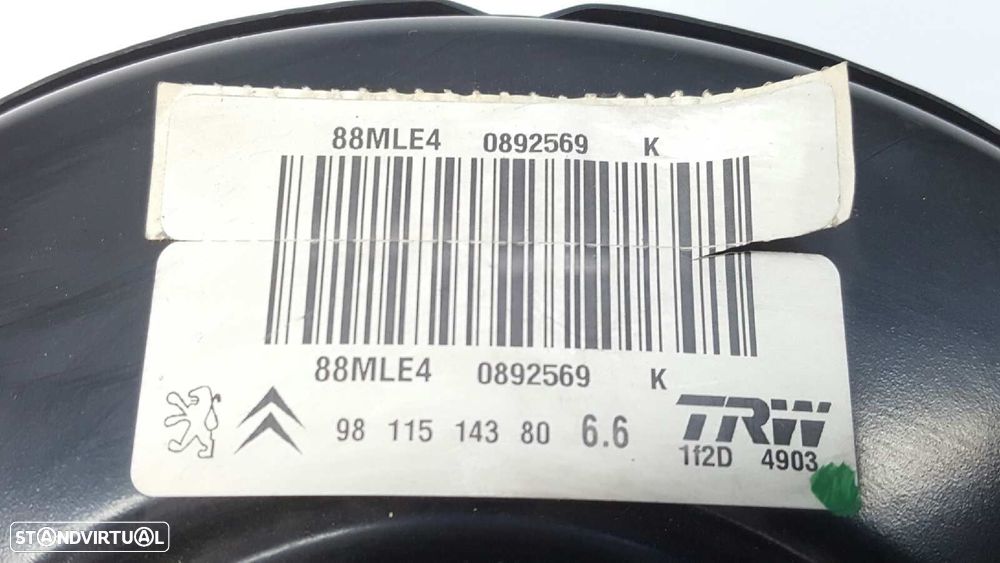 88MLE4 0892569 K
88MLE4 0892569 K
98 115 143 80 6.6 TRW
1f2D 4903
STANDVIRTUAL